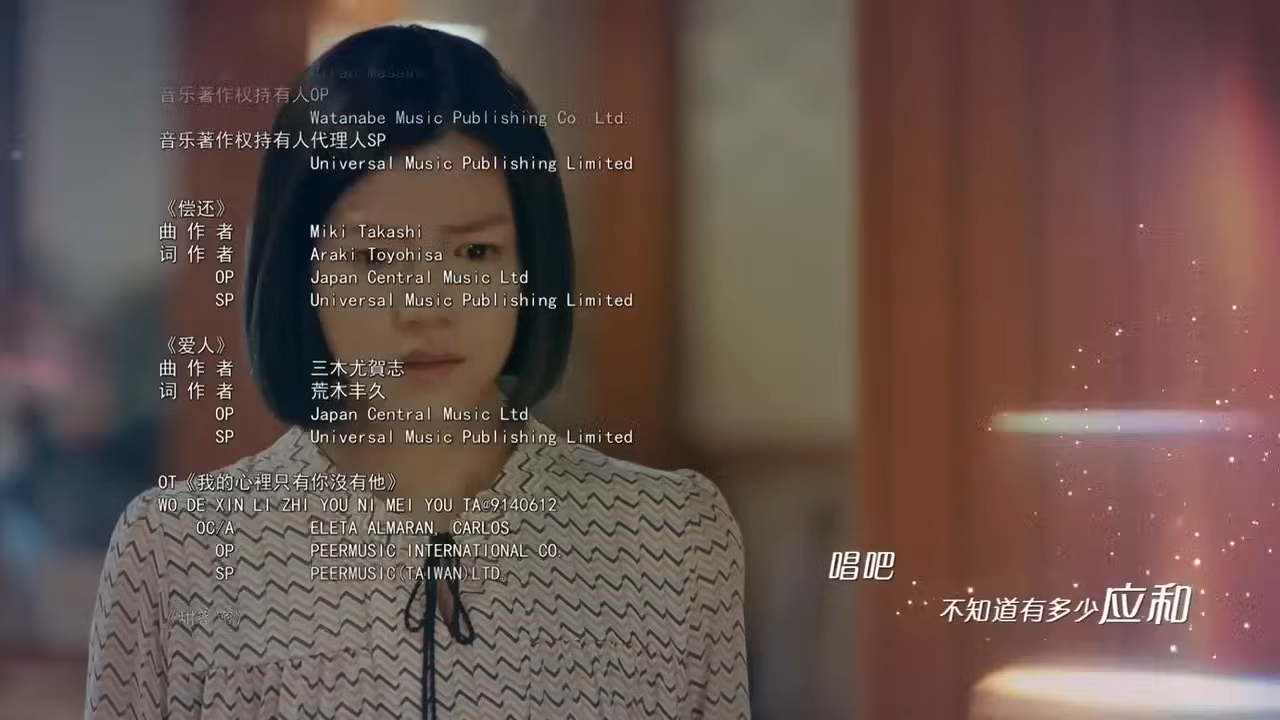 音乐著作权持有人OP
Watanabe Music Publishing Co. Ltd.
音乐著作权持有人代理人SP
Universal Music Publishing Limited
《偿还》
曲 作 者 Miki Takashi
词 作 者 Araki Toyohisa
OP Japan Central Music Ltd
SP Universal Music Publishing Limited
《爱人》
曲 作 者 三木尤賀志
词 作 者 荒木丰久
OP Japan Central Music Ltd
SP Universal Music Publishing Limited
OT《我的心裡只有你沒有他》
WO DE XIN LI ZHI YOU NI MEI YOU TA@9140612
OC/A ELETA ALMARAN, CARLOS
OP PEERMUSIC INTERNATIONAL CO.
SP PEERMUSIC(TAIWAN)LTD.
《甜蜜蜜》
唱吧
不知道有多少应和